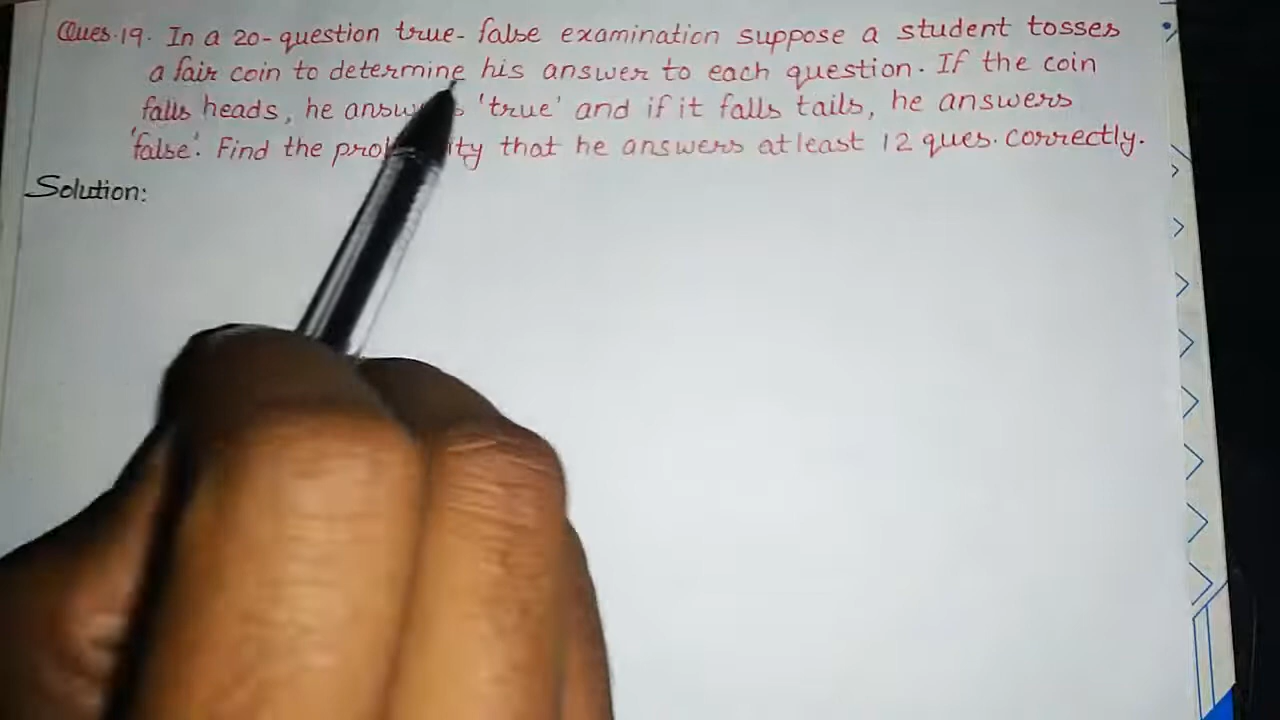 Ques.19. In a 20-question true-false examination suppose a student tosses
a fair coin to determine his answer to each question. If the coin
falls heads, he 'true' and if it falls tails, he answers
'false'. Find the that he answers atleast 12 ques. correctly.
Solution: